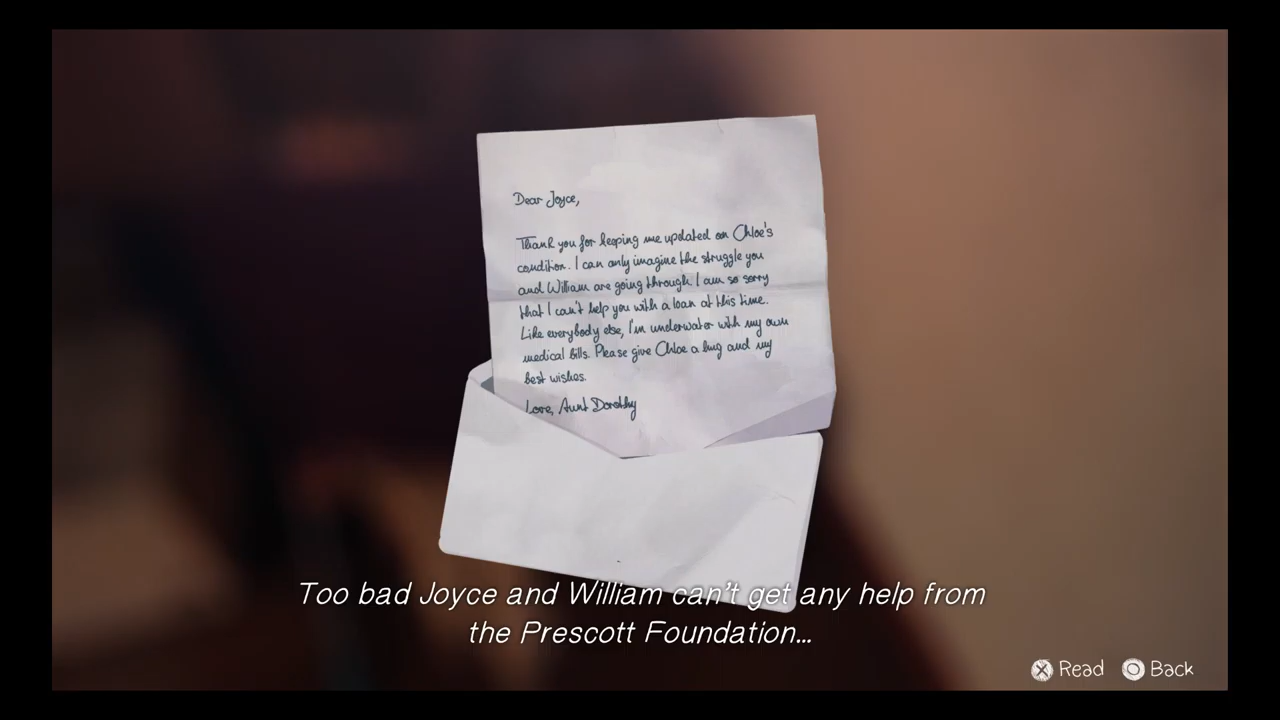 Dear Joyce,
Thank you for keeping me updated on Chloe's
condition. I can only imagine the struggle you
and William are going through. I am so sorry
that I can't help you with a loan at this time.
Like everybody else, I'm underwater with my own
medical bills. Please give Chloe a hug and my
best wishes.
Love, Aunt Dorothy
Too bad Joyce and William can't get any help from
the Prescott Foundation...
Read Back